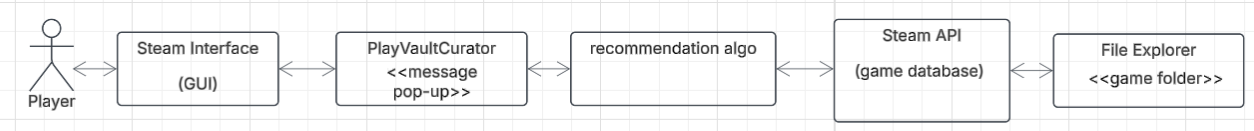 Player
Steam Interface
(GUI)
PlayVaultCurator
<<message
pop-up>>
recommendation algo
Steam API
(game database)
File Explorer
<<game folder>>